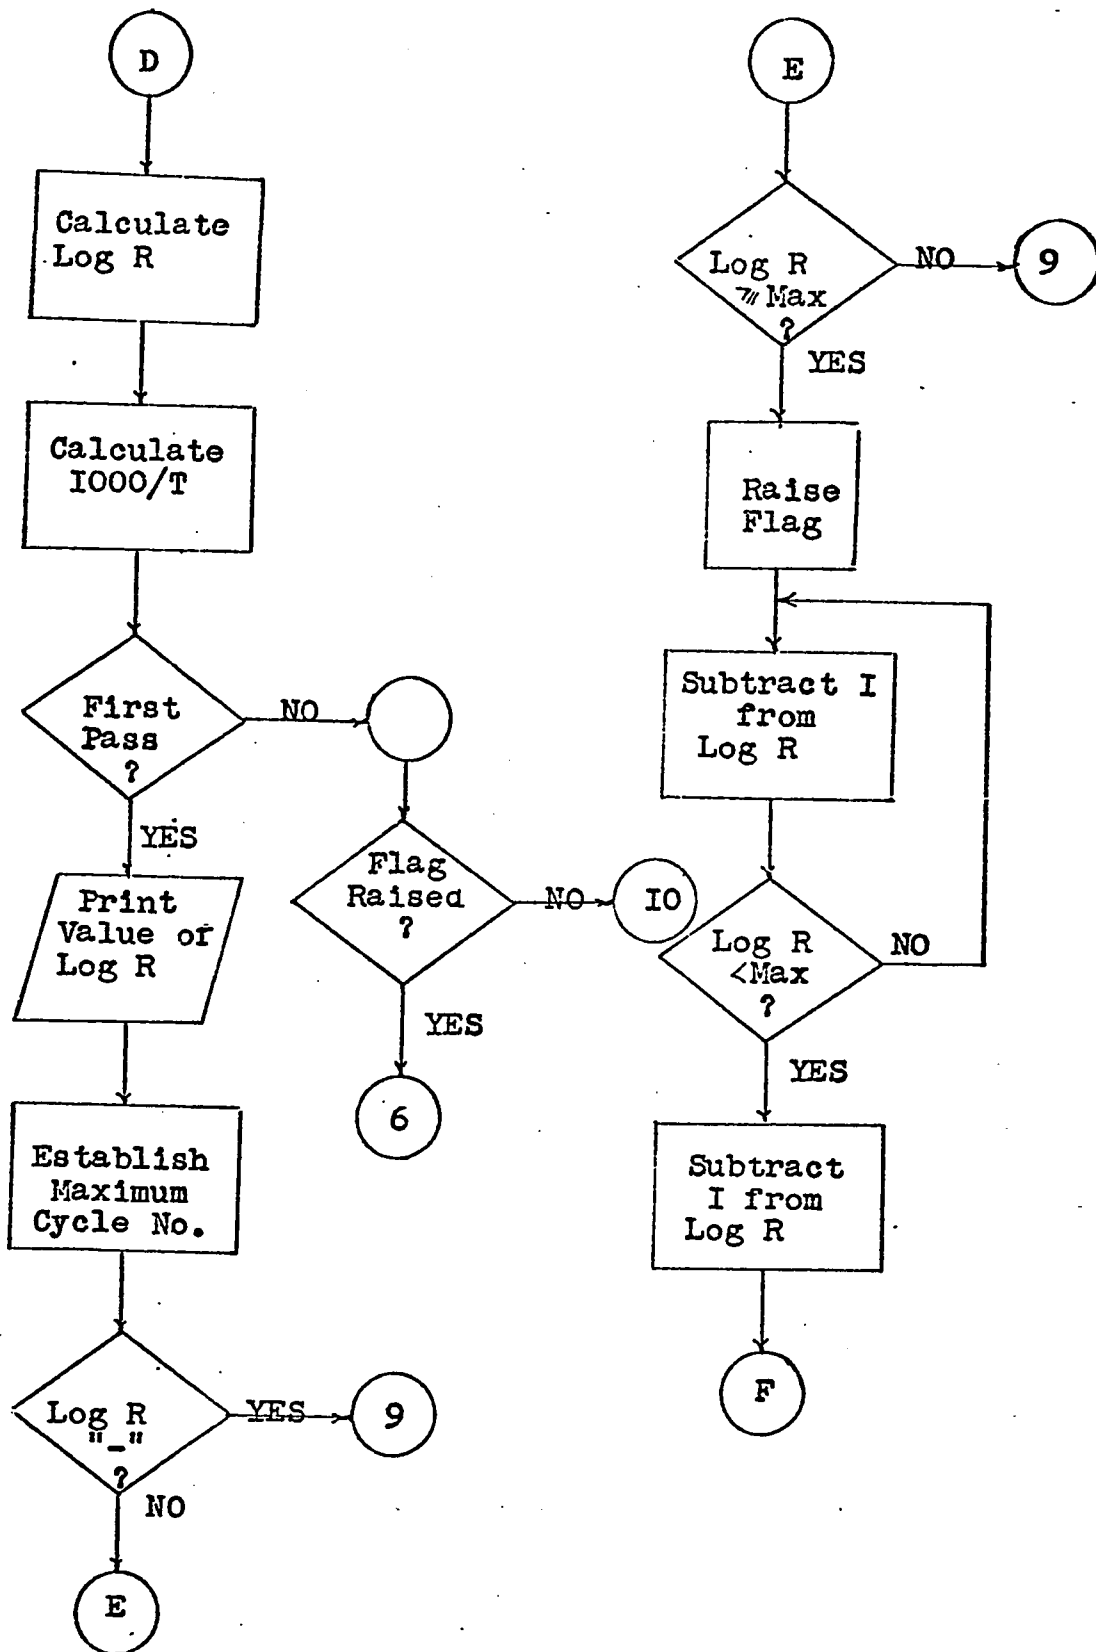 D
Calculate
Log R
Calculate
I000/T
First
Pass
?
NO
YES
Print
Value of
Log R
Flag
Raised
?
NO
I0
YES
6
Establish
Maximum
Cycle No.
Log R
"-"
?
YES
9
NO
E
E
Log R
⩾ Max
?
NO
9
YES
Raise
Flag
Subtract I
from
Log R
Log R
<Max
?
NO
YES
Subtract
I from
Log R
F